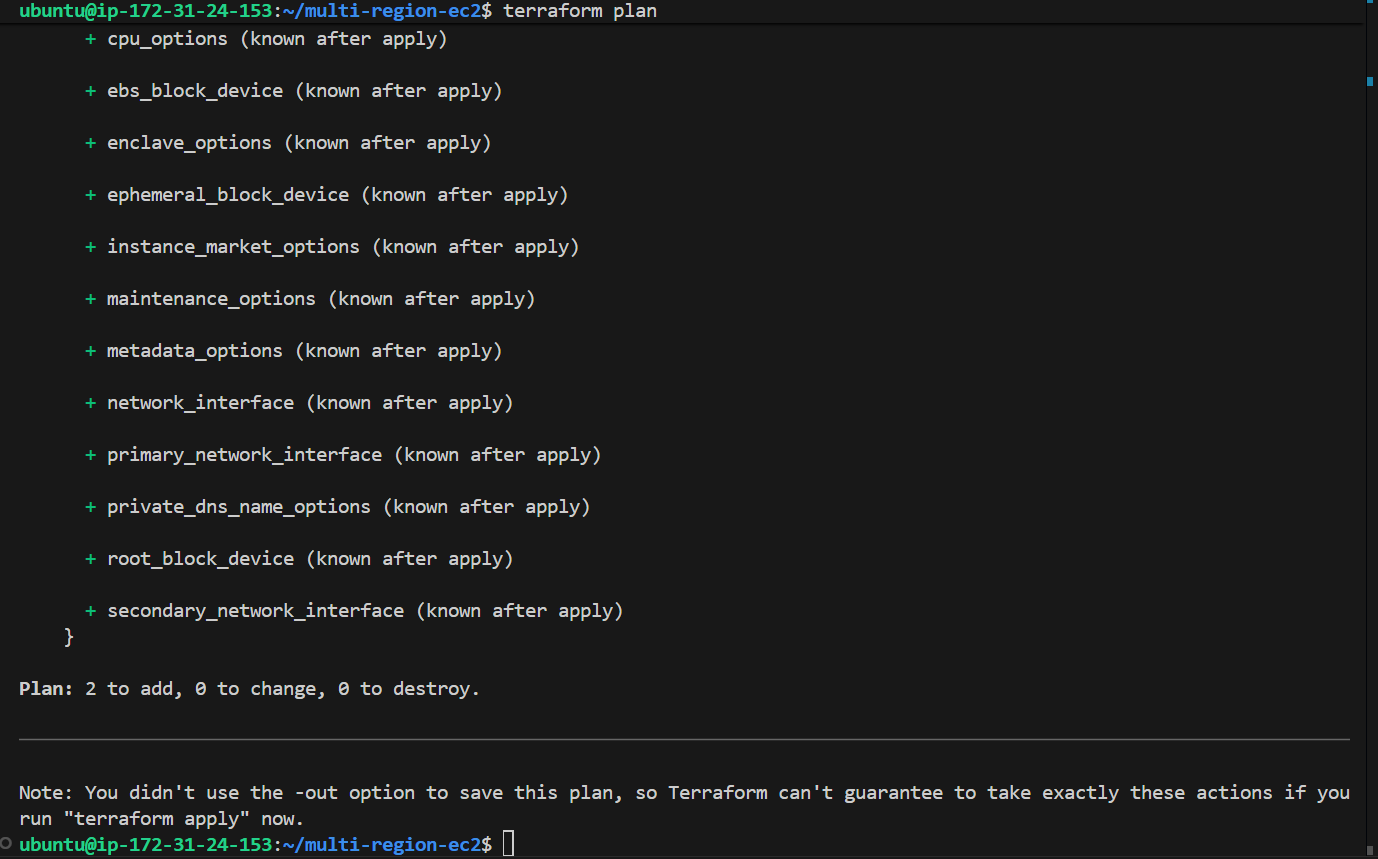 ubuntu@ip-172-31-24-153:~/multi-region-ec2$ terraform plan
+ cpu_options (known after apply)
+ ebs_block_device (known after apply)
+ enclave_options (known after apply)
+ ephemeral_block_device (known after apply)
+ instance_market_options (known after apply)
+ maintenance_options (known after apply)
+ metadata_options (known after apply)
+ network_interface (known after apply)
+ primary_network_interface (known after apply)
+ private_dns_name_options (known after apply)
+ root_block_device (known after apply)
+ secondary_network_interface (known after apply)
}
Plan: 2 to add, 0 to change, 0 to destroy.
Note: You didn't use the -out option to save this plan, so Terraform can't guarantee to take exactly these actions if you
run "terraform apply" now.
ubuntu@ip-172-31-24-153:~/multi-region-ec2$